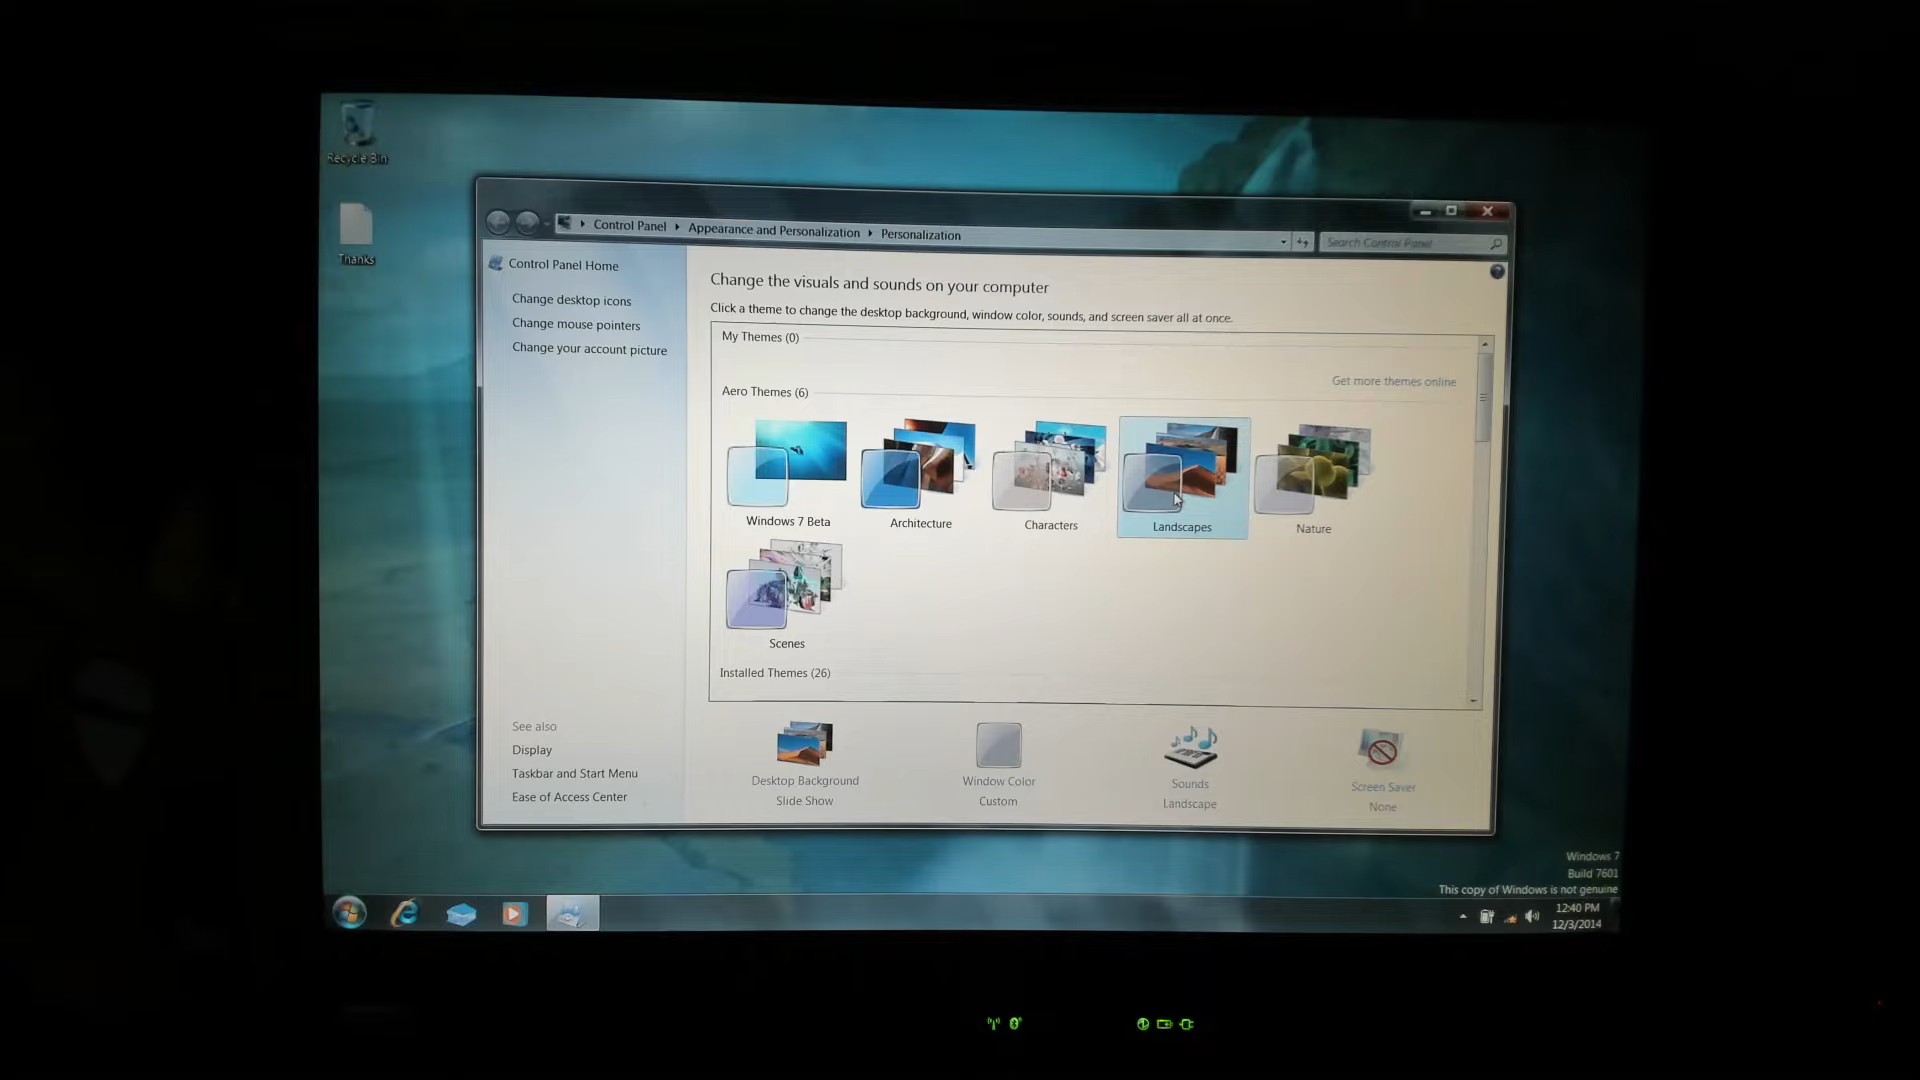 Recycle Bin
Thanks
Control Panel
Appearance and Personalization
Personalization
Search Control Panel
Control Panel Home
Change desktop icons
Change mouse pointers
Change your account picture
Change the visuals and sounds on your computer
Click a theme to change the desktop background, window color, sounds, and screen saver all at once.
My Themes (0)
Get more themes online
Aero Themes (6)
Windows 7 Beta
Architecture
Characters
Landscapes
Nature
Scenes
Installed Themes (26)
See also
Display
Taskbar and Start Menu
Ease of Access Center
Desktop Background
Slide Show
Window Color
Custom
Sounds
Landscape
Screen Saver
None
Windows 7
Build 7601
This copy of Windows is not genuine
12:40 PM
12/3/2014